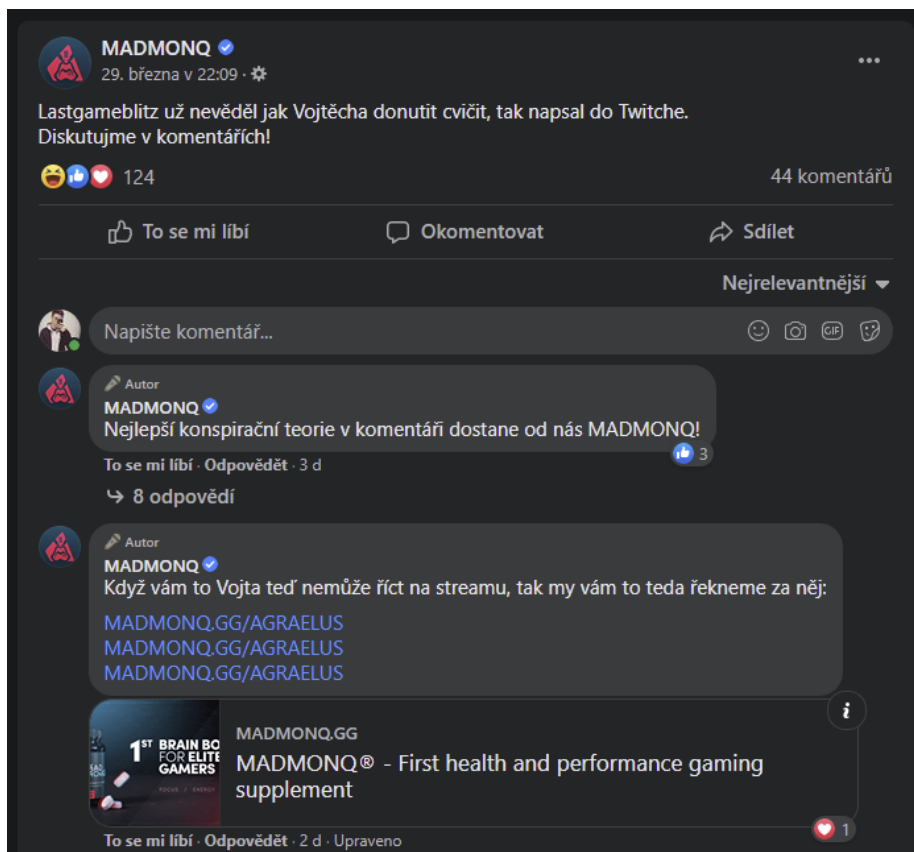 MADMONQ
29. března v 22:09 ·
Lastgameblitz už nevěděl jak Vojtěcha donutit cvičit, tak napsal do Twitche.
Diskutujme v komentářích!
124
44 komentářů
To se mi líbí
Okomentovat
Sdílet
Nejrelevantnější
Napište komentář...
GIF
Autor
MADMONQ
Nejlepší konspirační teorie v komentáři dostane od nás MADMONQ!
3
To se mi líbí · Odpovědět · 3 d
8 odpovědí
Autor
MADMONQ
Když vám to Vojta teď nemůže říct na streamu, tak my vám to teda řekneme za něj:
MADMONQ.GG/AGRAELUS
MADMONQ.GG/AGRAELUS
MADMONQ.GG/AGRAELUS
1ST BRAIN BO
FOR ELITE
GAMERS
FOCUS / ENERGY
MADMONQ.GG
MADMONQ® - First health and performance gaming
supplement
1
To se mi líbí · Odpovědět · 2 d · Upraveno